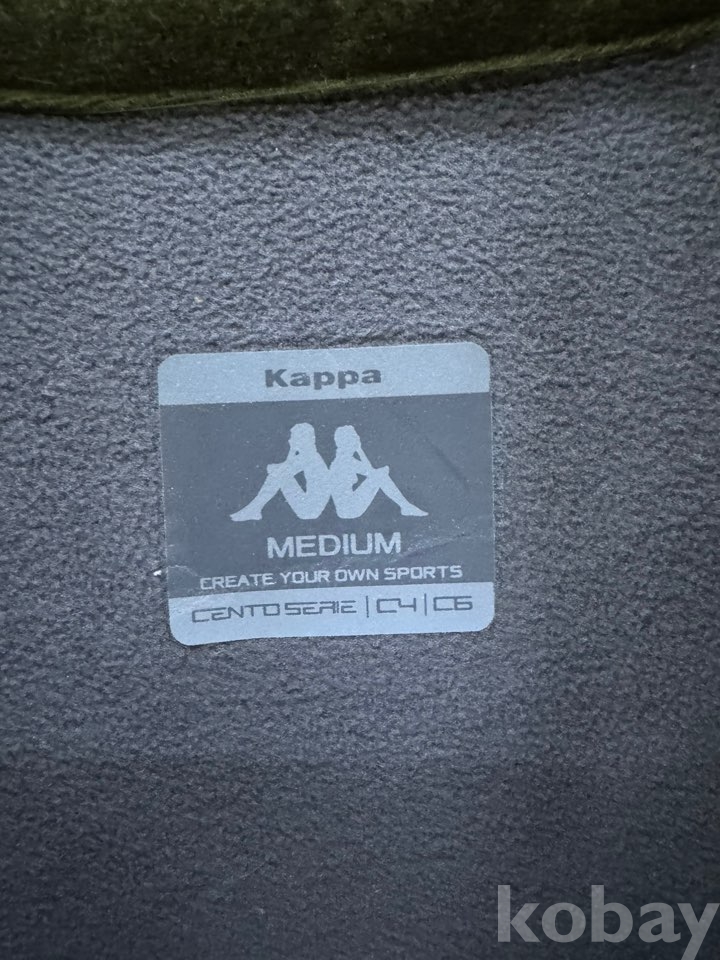 Kappa
MEDIUM
CREATE YOUR OWN SPORTS
CENTO SERIE | C4 | C6
kobay